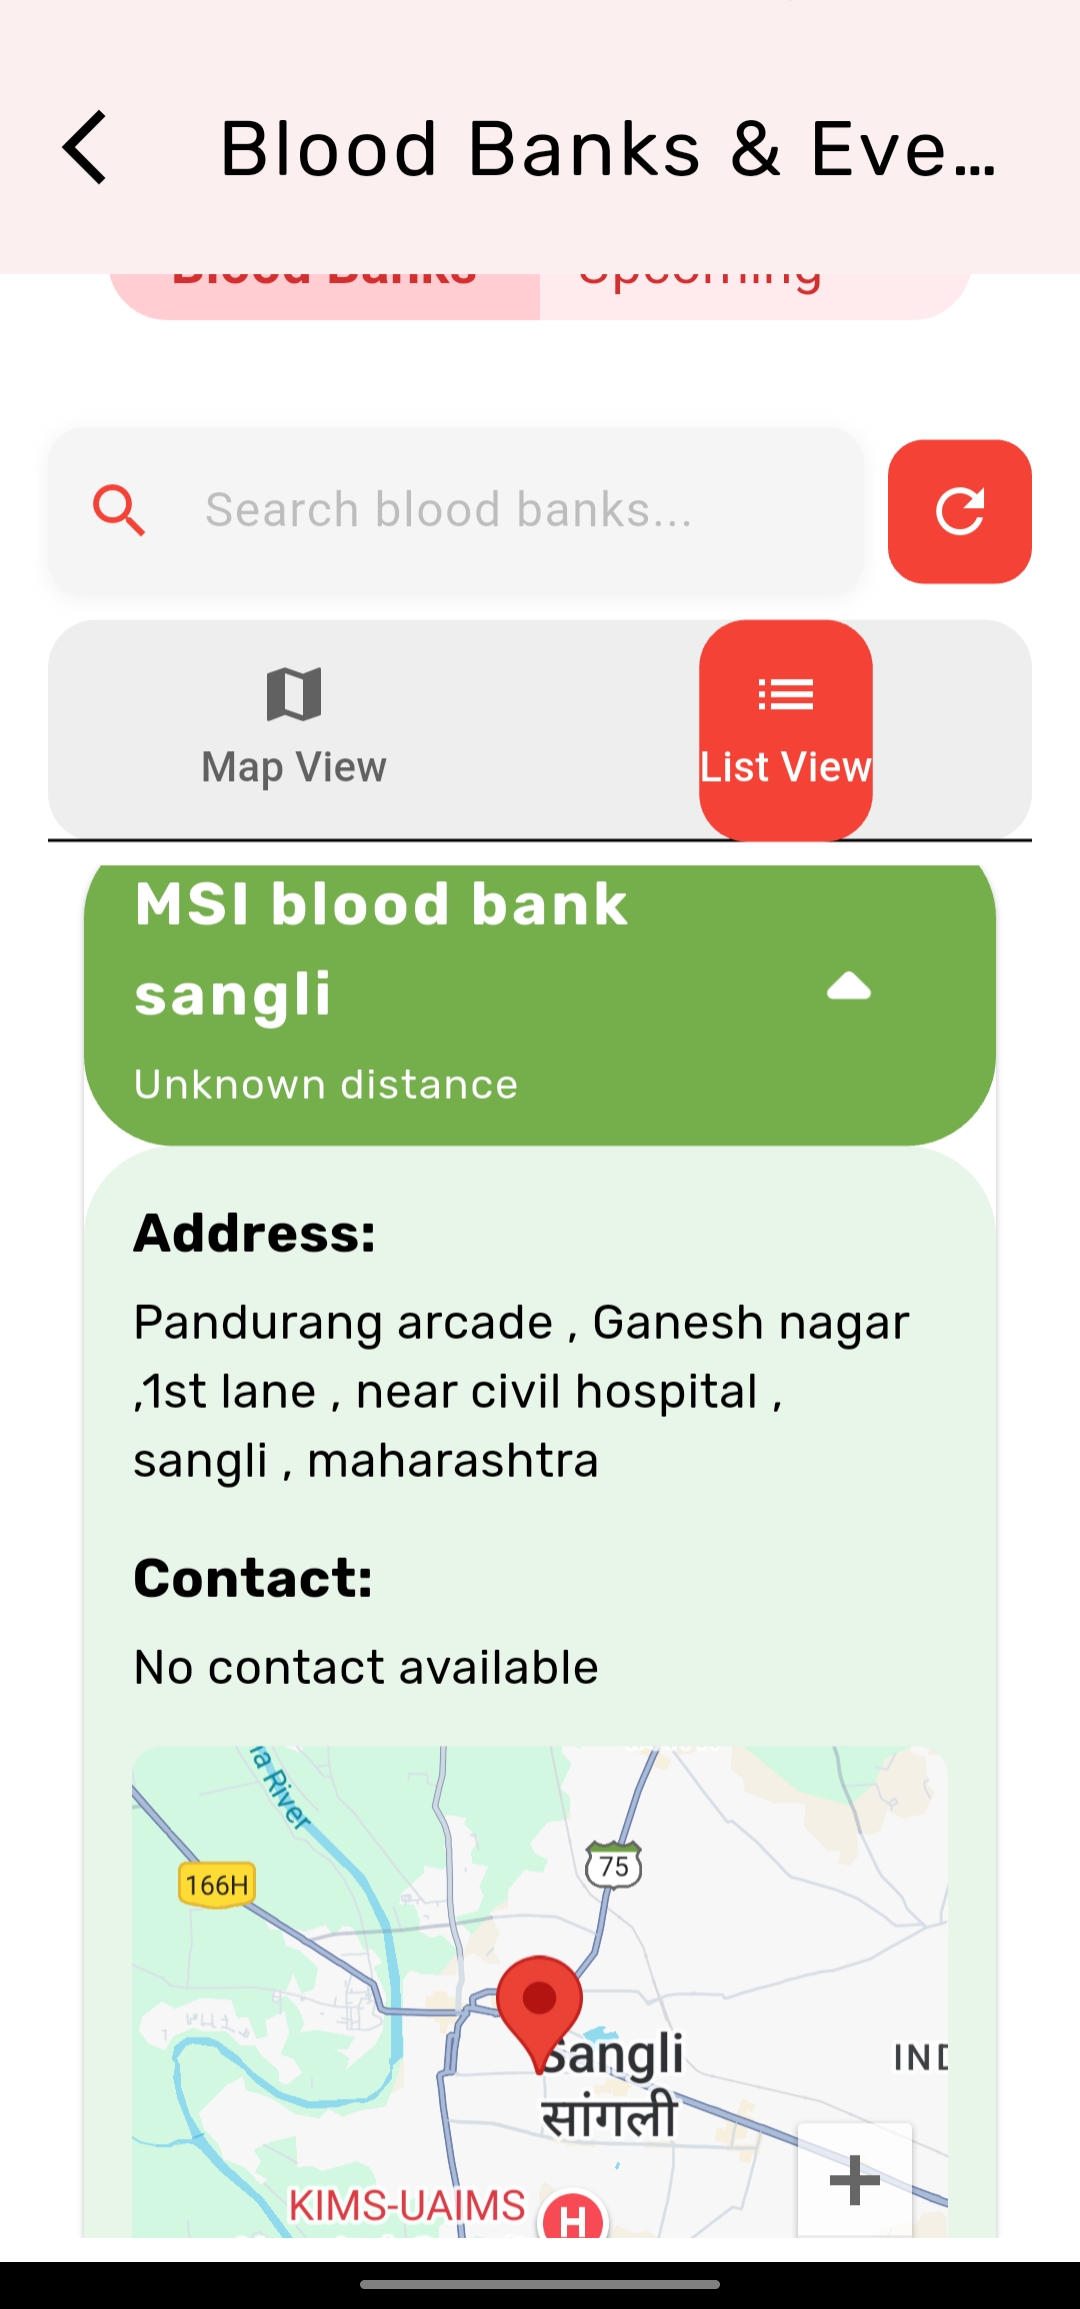 Blood Banks & Eve...
Blood Banks
Upcoming
Search blood banks...
Map View
List View
MSI blood bank
sangli
Unknown distance
Address:
Pandurang arcade , Ganesh nagar
,1st lane , near civil hospital ,
sangli , maharashtra
Contact:
No contact available
na River
166H
75
Sangli
सांगली
IND
KIMS-UAIMS
H